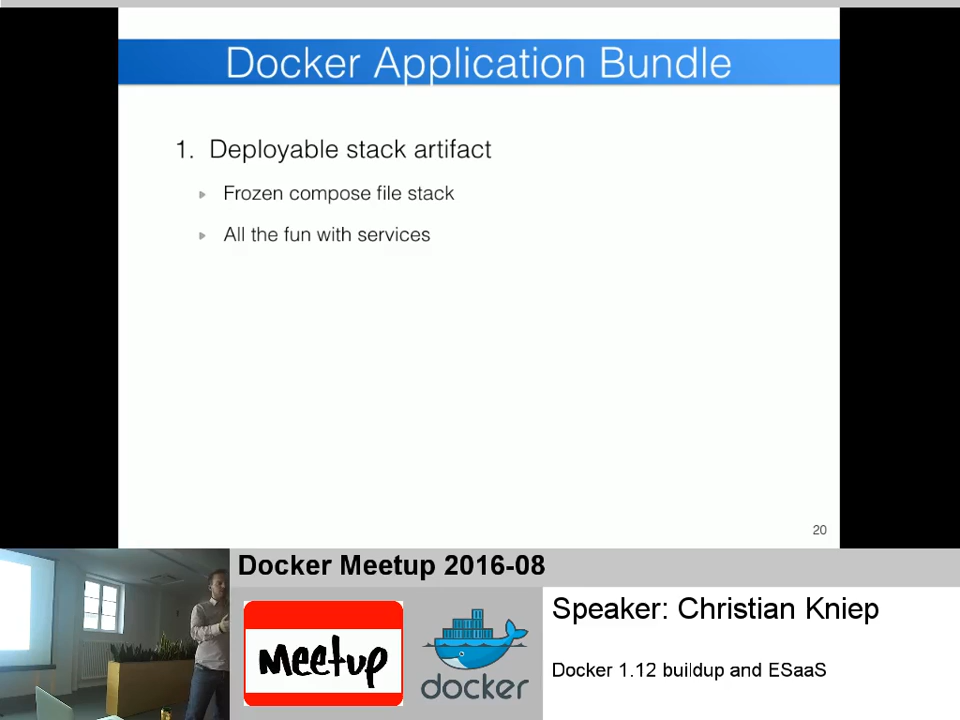 Docker Application Bundle
1. Deployable stack artifact
Frozen compose file stack
All the fun with services
20
Docker Meetup 2016-08
Meetup
docker
Speaker: Christian Kniep
Docker 1.12 buildup and ESaaS